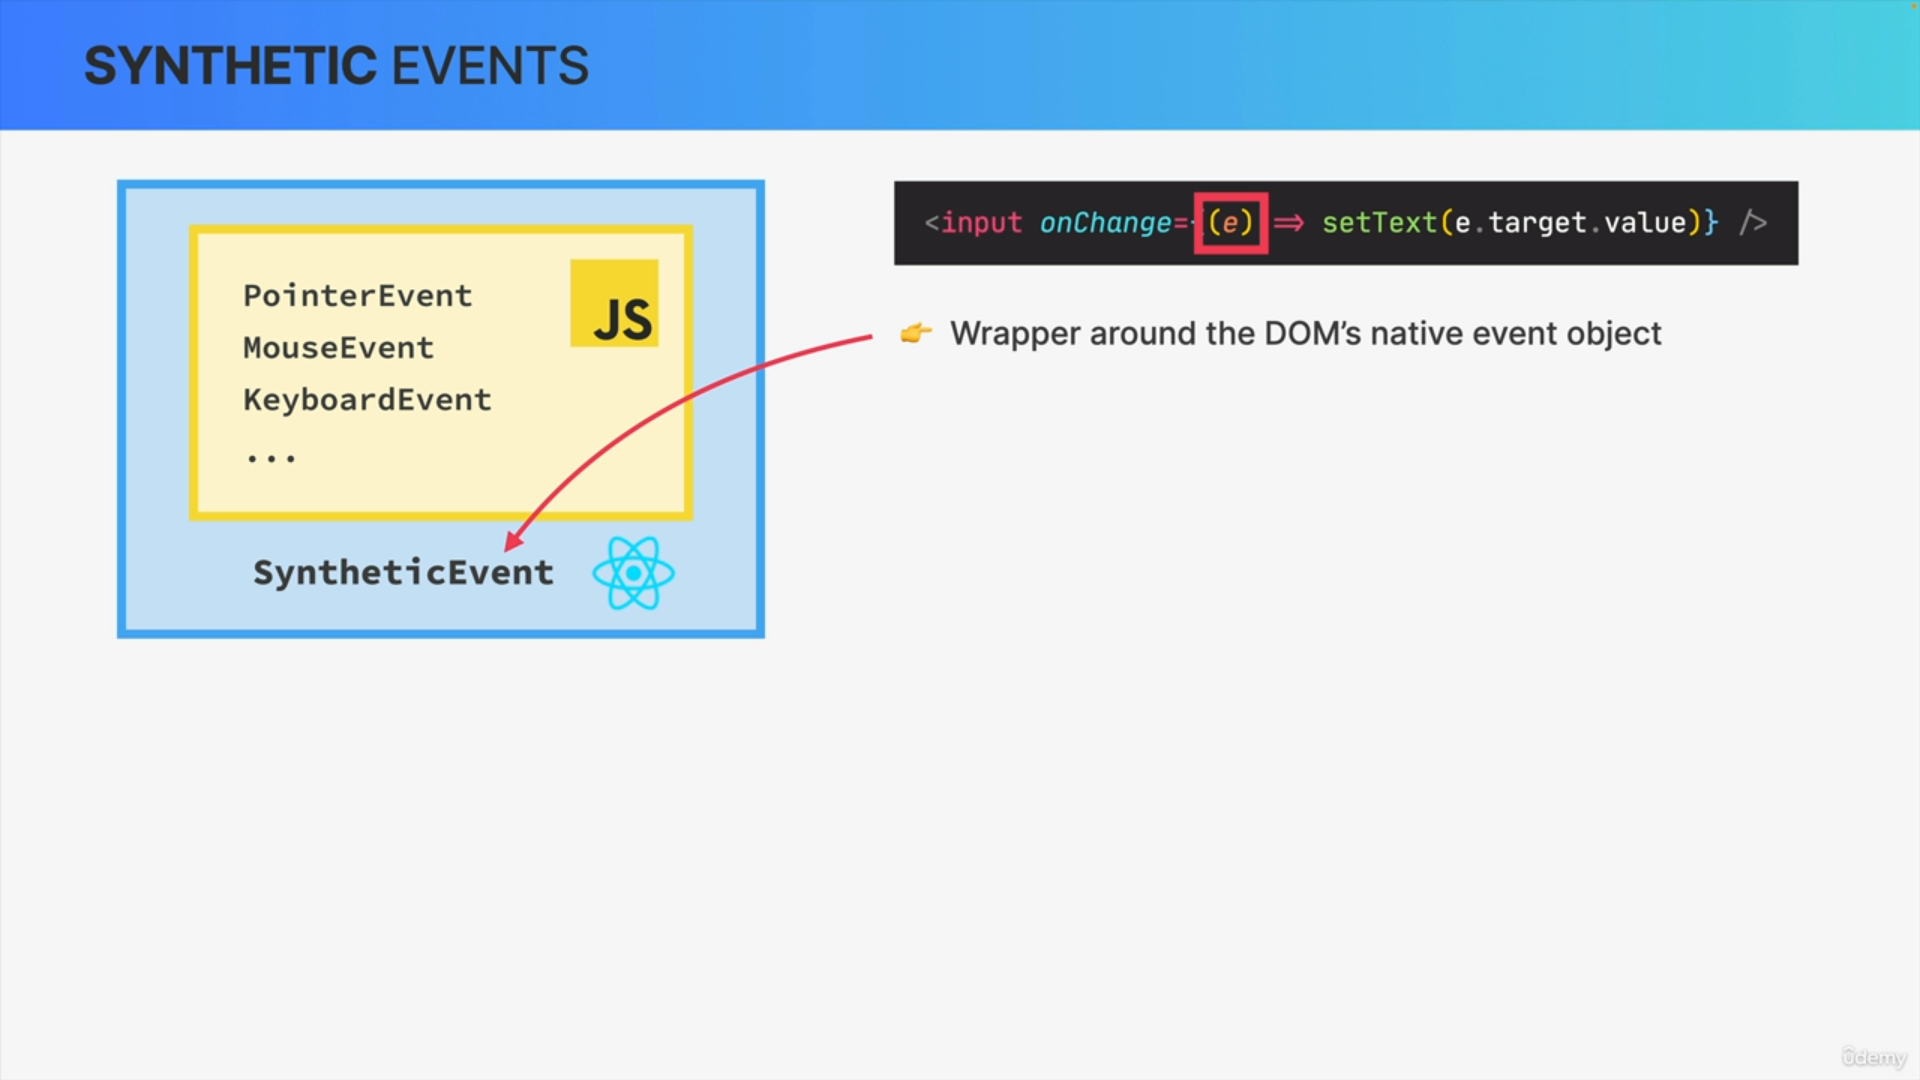 SYNTHETIC EVENTS
PointerEvent
MouseEvent
KeyboardEvent
...
JS
SyntheticEvent
<input onChange={(e) => setText(e.target.value)} />
👉 Wrapper around the DOM’s native event object
ûdemy